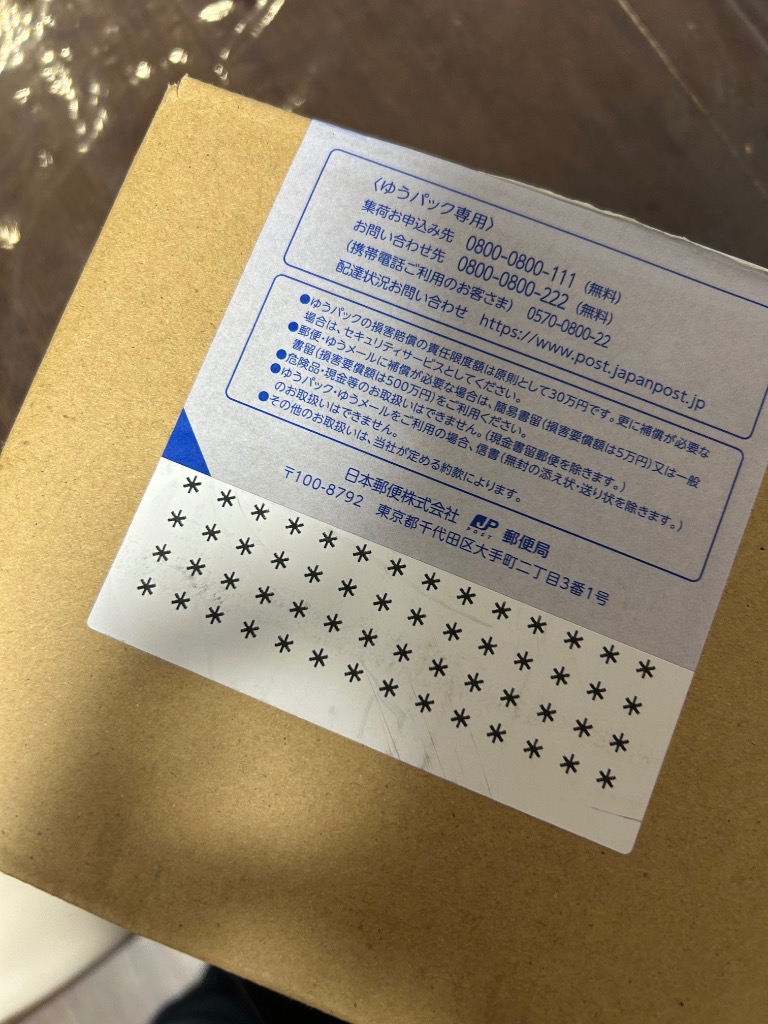 〈ゆうパック専用〉
集荷お申込み先 0800-0800-111(無料)
お問い合わせ先 0800-0800-222(無料)
(携帯電話ご利用のお客さま) 0570-0800-22
配達状況お問い合わせ https://www.post.japanpost.jp
●ゆうパックの損害賠償の責任限度額は原則として30万円です。更に補償が必要な
場合は、セキュリティサービスとしてください。
●郵便・ゆうメールに補償が必要な場合は、簡易書留(損害要償額は5万円)又は一般
書留(損害要償額は500万円)をご利用ください。
●危険品・現金等のお取扱いはできません。(現金書留郵便を除きます。)
●ゆうパック・ゆうメールをご利用の場合、信書(無封の添え状・送り状を除きます。)
のお取扱いはできません。
●その他のお取扱いは、当社が定める約款によります。
日本郵便株式会社 JP POST 郵便局
〒100-8792 東京都千代田区大手町二丁目3番1号
* * * * * * * * * * * * * *
* * * * * * * * * * * * * *
* * * * * * * * * * * * * *
* * * * * * * * * * * * * *